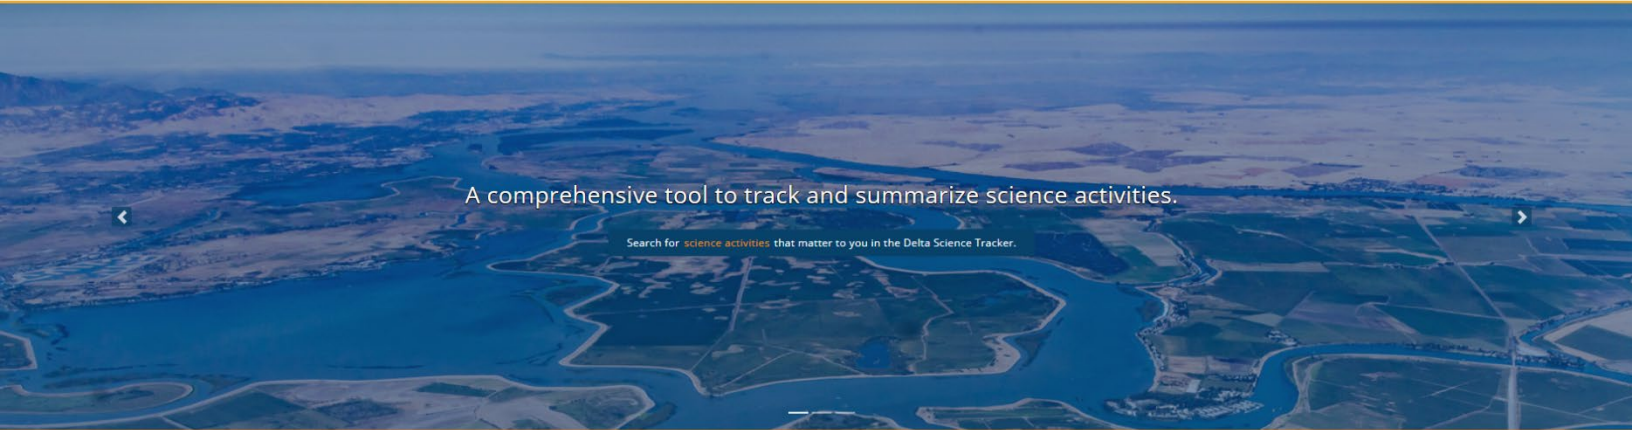 A comprehensive tool to track and summarize science activities.
Search for science activities that matter to you in the Delta Science Tracker.